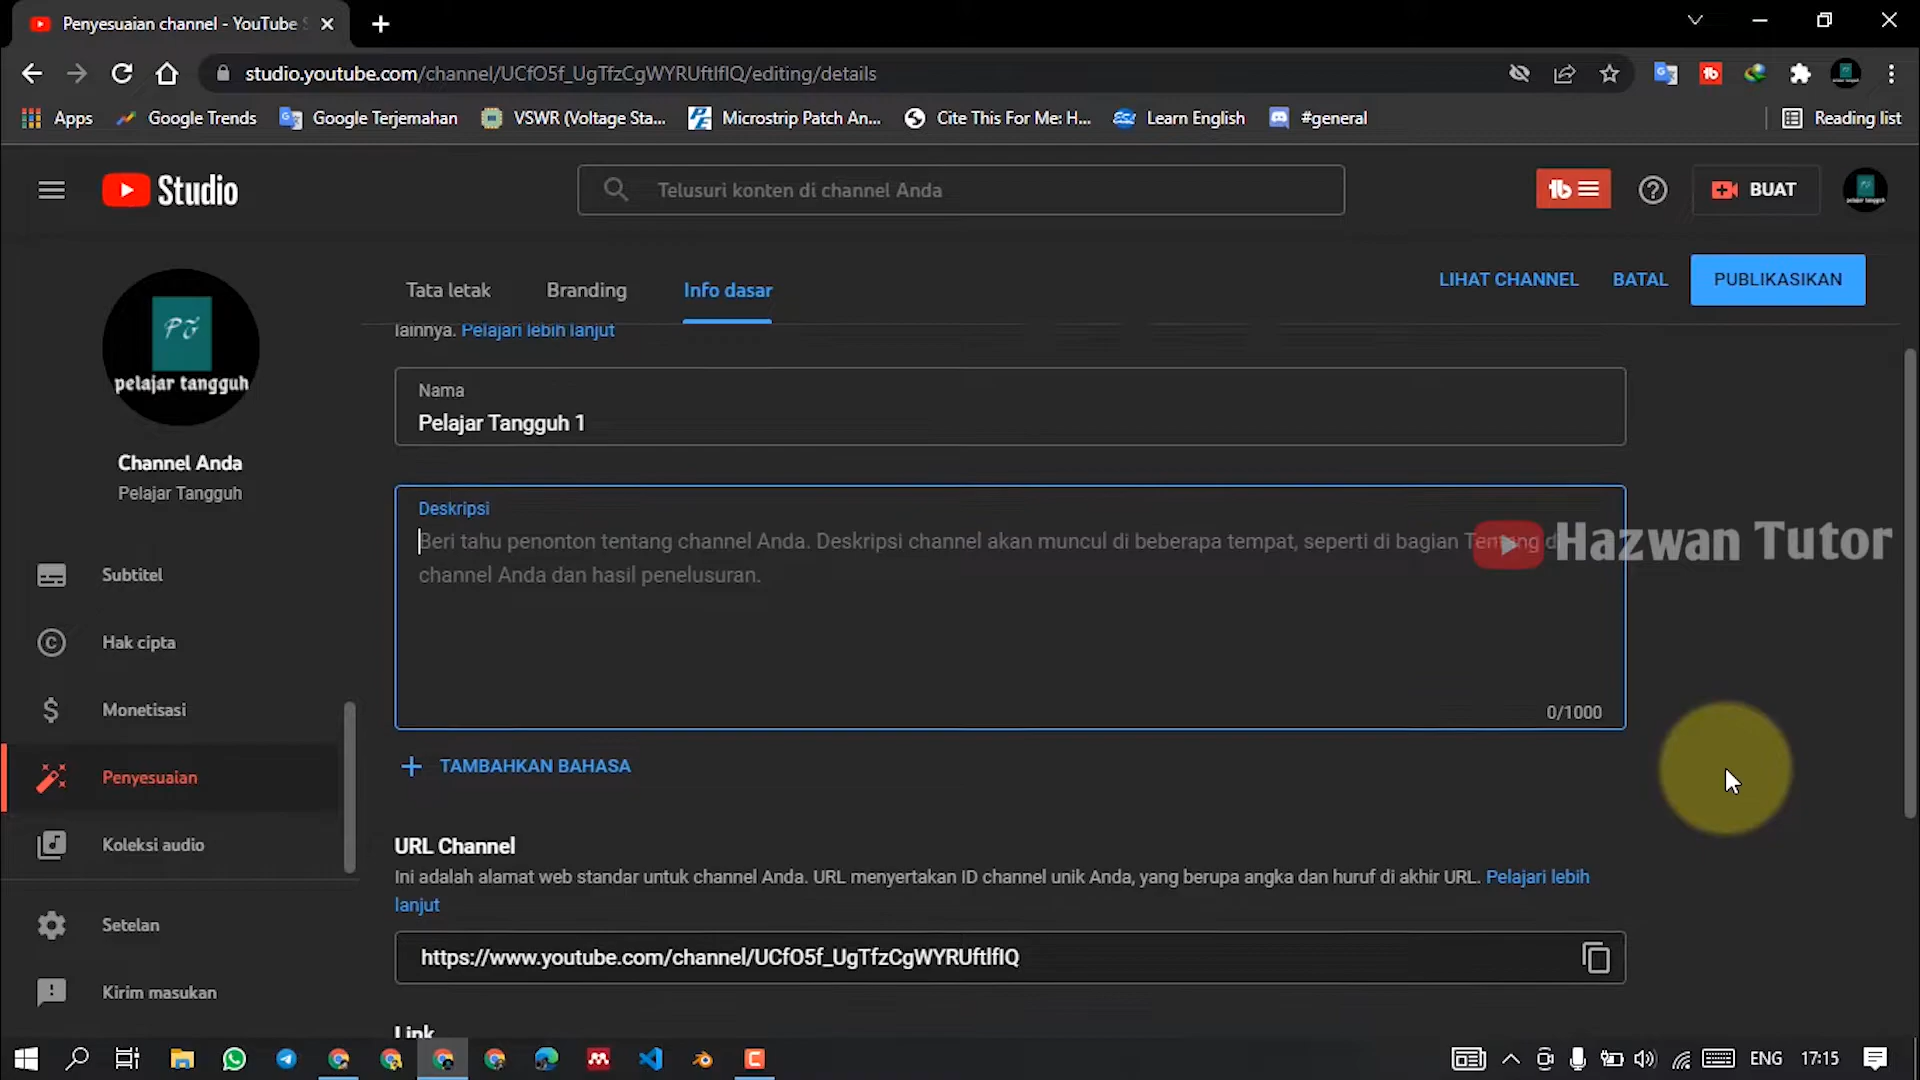 Penyesuaian channel - YouTube
studio.youtube.com/channel/UCfO5f_UgTfzCgWYRUftIfIQ/editing/details
Apps
Google Trends
Google Terjemahan
VSWR (Voltage Sta...
Microstrip Patch An...
Cite This For Me: H...
Learn English
#general
Reading list
Studio
Telusuri konten di channel Anda
BUAT
Tata letak
Branding
Info dasar
LIHAT CHANNEL
BATAL
PUBLIKASIKAN
lainnya. Pelajari lebih lanjut
pelajar tangguh
Channel Anda
Pelajar Tangguh
Subtitel
Hak cipta
Monetisasi
Penyesuaian
Koleksi audio
Setelan
Kirim masukan
Nama
Pelajar Tangguh 1
Deskripsi
Beri tahu penonton tentang channel Anda. Deskripsi channel akan muncul di beberapa tempat, seperti di bagian Tentang di
channel Anda dan hasil penelusuran.
Hazwan Tutor
0/1000
TAMBAHKAN BAHASA
URL Channel
Ini adalah alamat web standar untuk channel Anda. URL menyertakan ID channel unik Anda, yang berupa angka dan huruf di akhir URL. Pelajari lebih
lanjut
https://www.youtube.com/channel/UCfO5f_UgTfzCgWYRUftIfIQ
Link
ENG
17:15